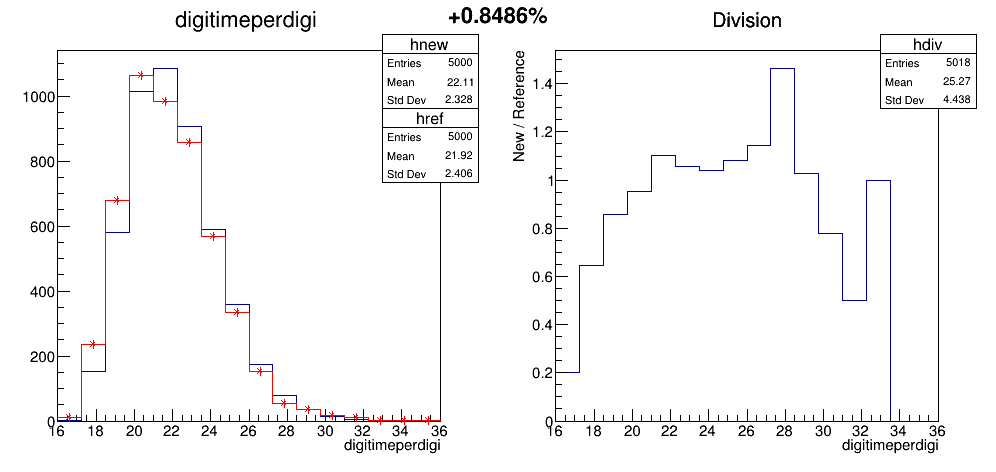 digitimeperdigi
+0.8486%
Division
hnew
Entries 5000
Mean 22.11
Std Dev 2.328
href
Entries 5000
Mean 21.92
Std Dev 2.406
1000
800
600
400
200
0
16 18 20 22 24 26 28 30 32 34 36
digitimeperdigi
hdiv
Entries 5018
Mean 25.27
Std Dev 4.438
New / Reference
1.4
1.2
1
0.8
0.6
0.4
0.2
0
16 18 20 22 24 26 28 30 32 34 36
digitimeperdigi